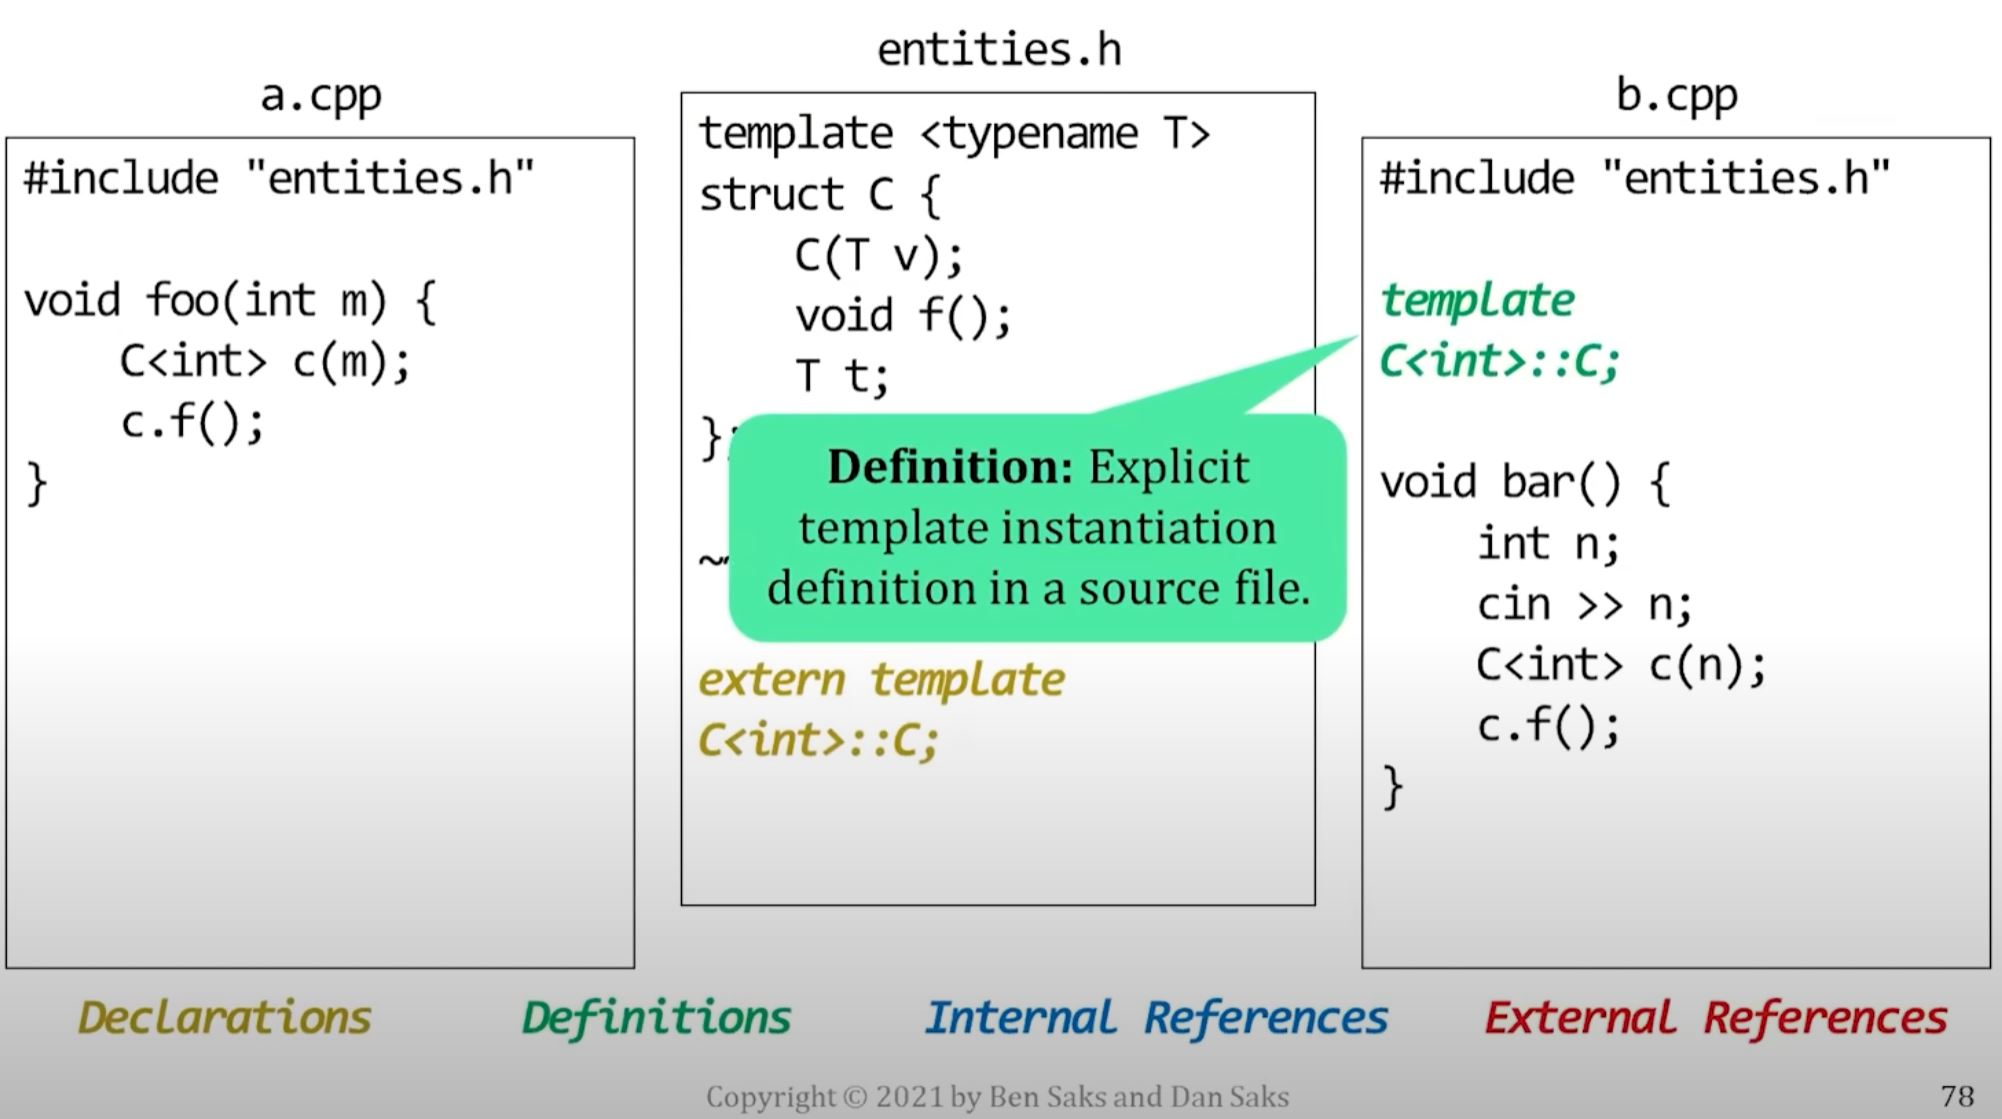 entities.h
a.cpp
b.cpp
#include "entities.h"
void foo(int m) {
C<int> c(m);
c.f();
}
template <typename T>
struct C {
C(T v);
void f();
T t;
};
~
extern template
C<int>::C;
Definition: Explicit
template instantiation
definition in a source file.
#include "entities.h"
template
C<int>::C;
void bar() {
int n;
cin >> n;
C<int> c(n);
c.f();
}
Declarations
Definitions
Internal References
External References
Copyright © 2021 by Ben Saks and Dan Saks
78